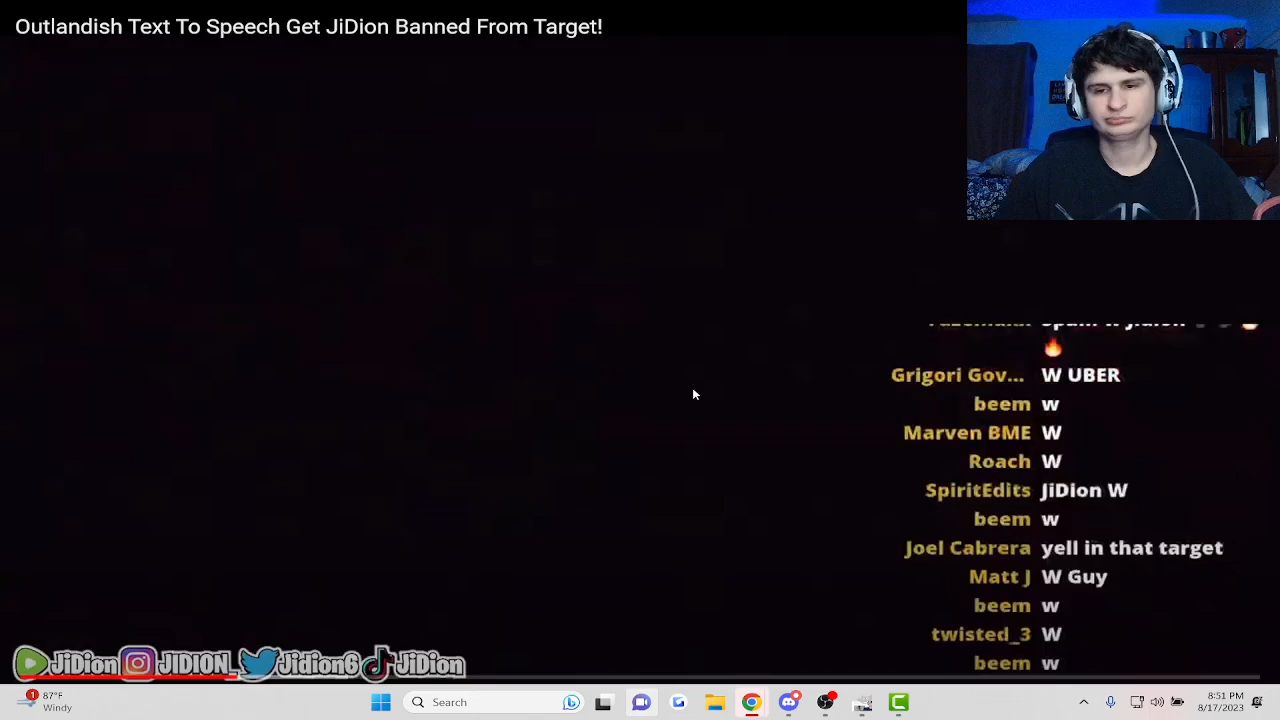 Outlandish Text To Speech Get JiDion Banned From Target!
Grigori Gov... W UBER
beem w
Marven BME W
Roach W
SpiritEdits JiDion W
beem w
Joel Cabrera yell in that target
Matt J W Guy
beem w
twisted_3 W
beem w
JiDion JIDION_ Jidion6 JiDion
1
87°F
Windy
Search
8:51 PM
8/17/2023